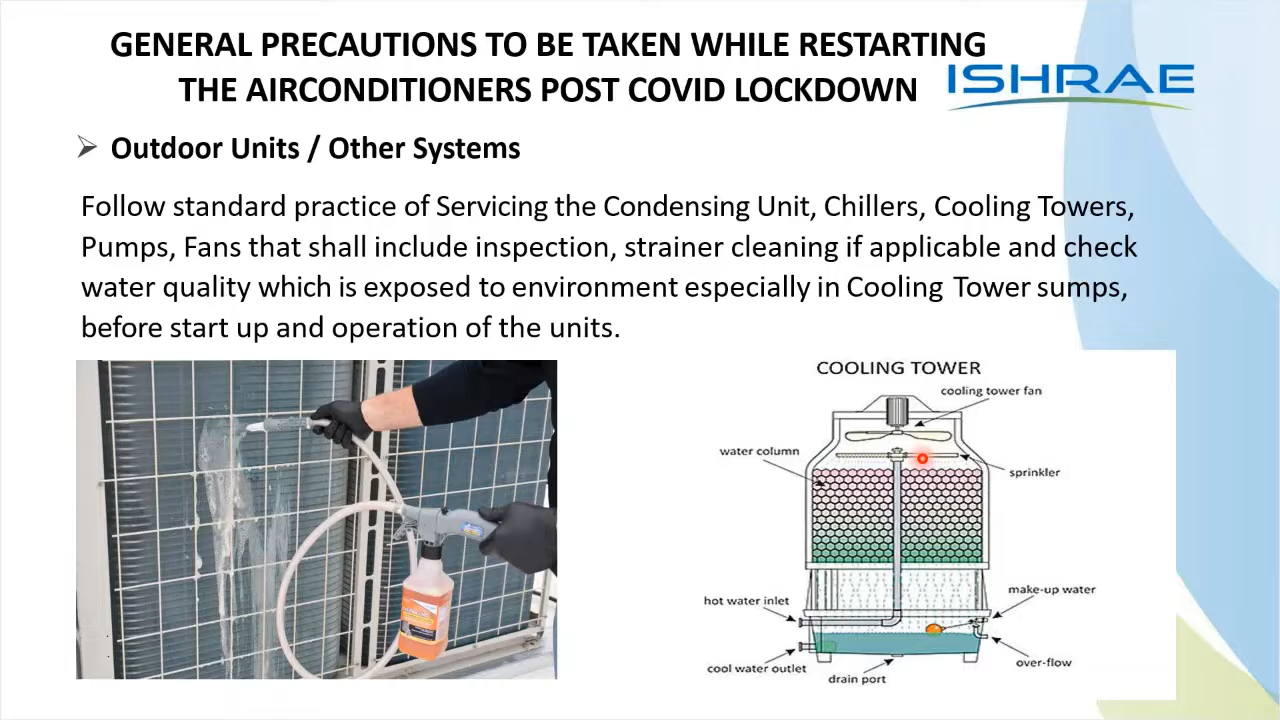 GENERAL PRECAUTIONS TO BE TAKEN WHILE RESTARTING
THE AIRCONDITIONERS POST COVID LOCKDOWN
ISHRAE
Outdoor Units / Other Systems
Follow standard practice of Servicing the Condensing Unit, Chillers, Cooling Towers,
Pumps, Fans that shall include inspection, strainer cleaning if applicable and check
water quality which is exposed to environment especially in Cooling Tower sumps,
before start up and operation of the units.
COOLING TOWER
cooling tower fan
water column
sprinkler
hot water inlet
make-up water
cool water outlet
over-flow
drain port